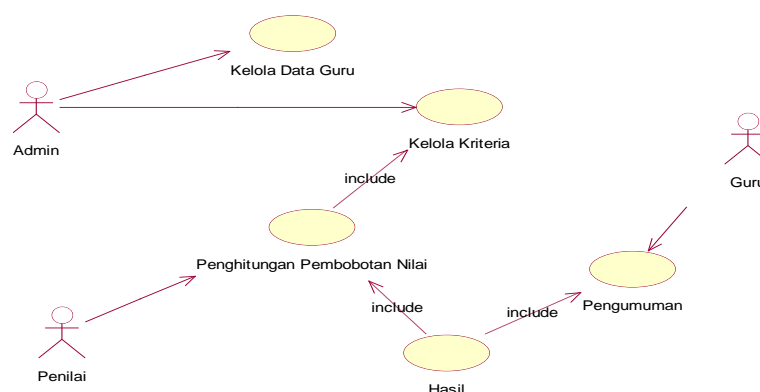 Kelola Data Guru
Admin
Kelola Kriteria
include
Guru
Penghitungan Pembobotan Nilai
include
include
Pengumuman
Penilai
Hasil